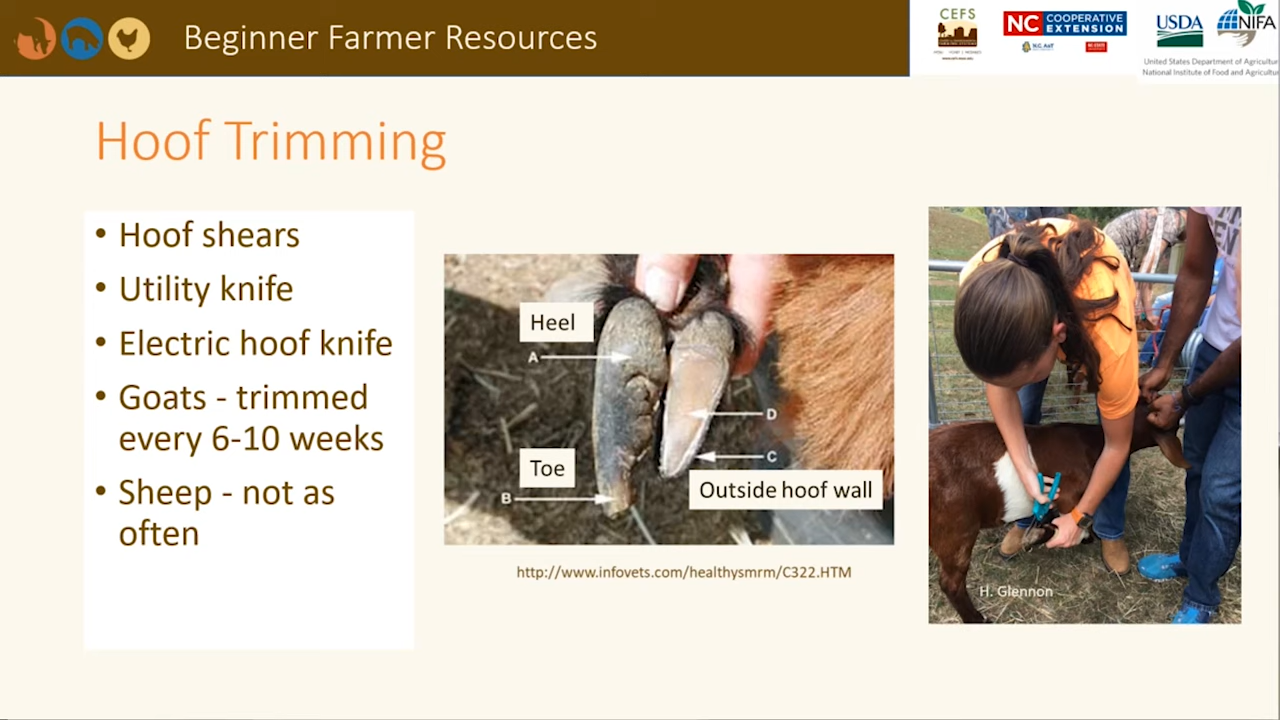 Beginner Farmer Resources
CEFS
NC COOPERATIVE
EXTENSION
USDA
NIFA
United States Department of Agricultur
National Institute of Food and Agricultur
Hoof Trimming
• Hoof shears
• Utility knife
• Electric hoof knife
• Goats - trimmed
every 6-10 weeks
• Sheep - not as
often
Heel
A
D
C
Toe
B
Outside hoof wall
http://www.infovets.com/healthysmrm/C322.HTM
H. Glennon